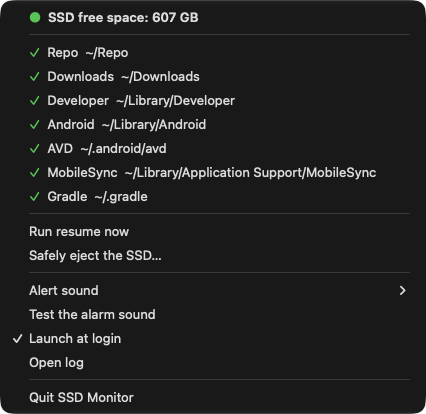 SSD free space: 607 GB
Repo ~/Repo
Downloads ~/Downloads
Developer ~/Library/Developer
Android ~/Library/Android
AVD ~/.android/avd
MobileSync ~/Library/Application Support/MobileSync
Gradle ~/.gradle
Run resume now
Safely eject the SSD...
Alert sound
Test the alarm sound
Launch at login
Open log
Quit SSD Monitor